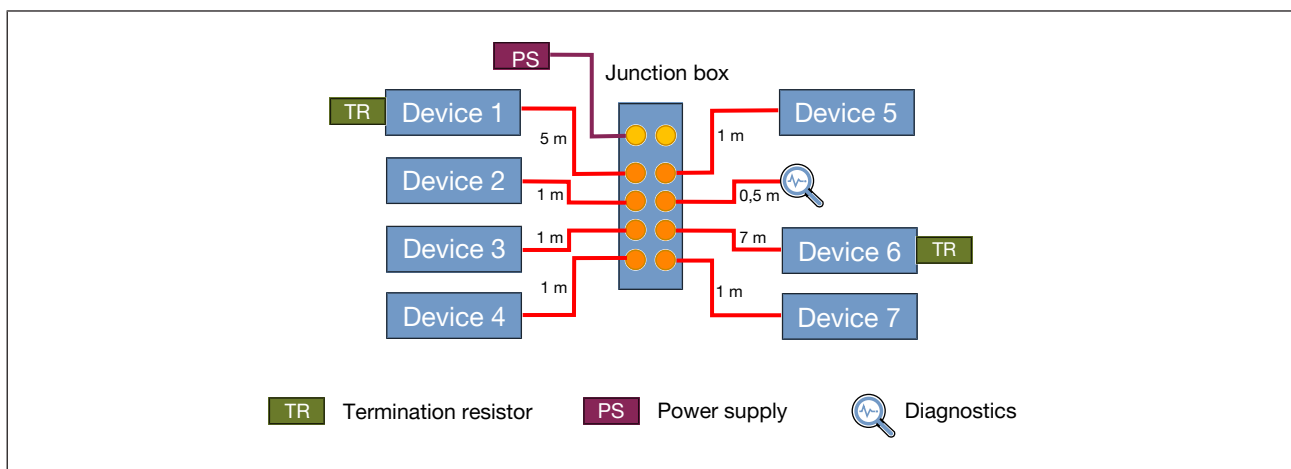 PS
Junction box
TR Device 1
5 m
Device 5
1 m
Device 2
1 m
0,5 m
Device 3
1 m
7 m
Device 6 TR
Device 4
1 m
1 m
Device 7
TR Termination resistor
PS Power supply
Diagnostics